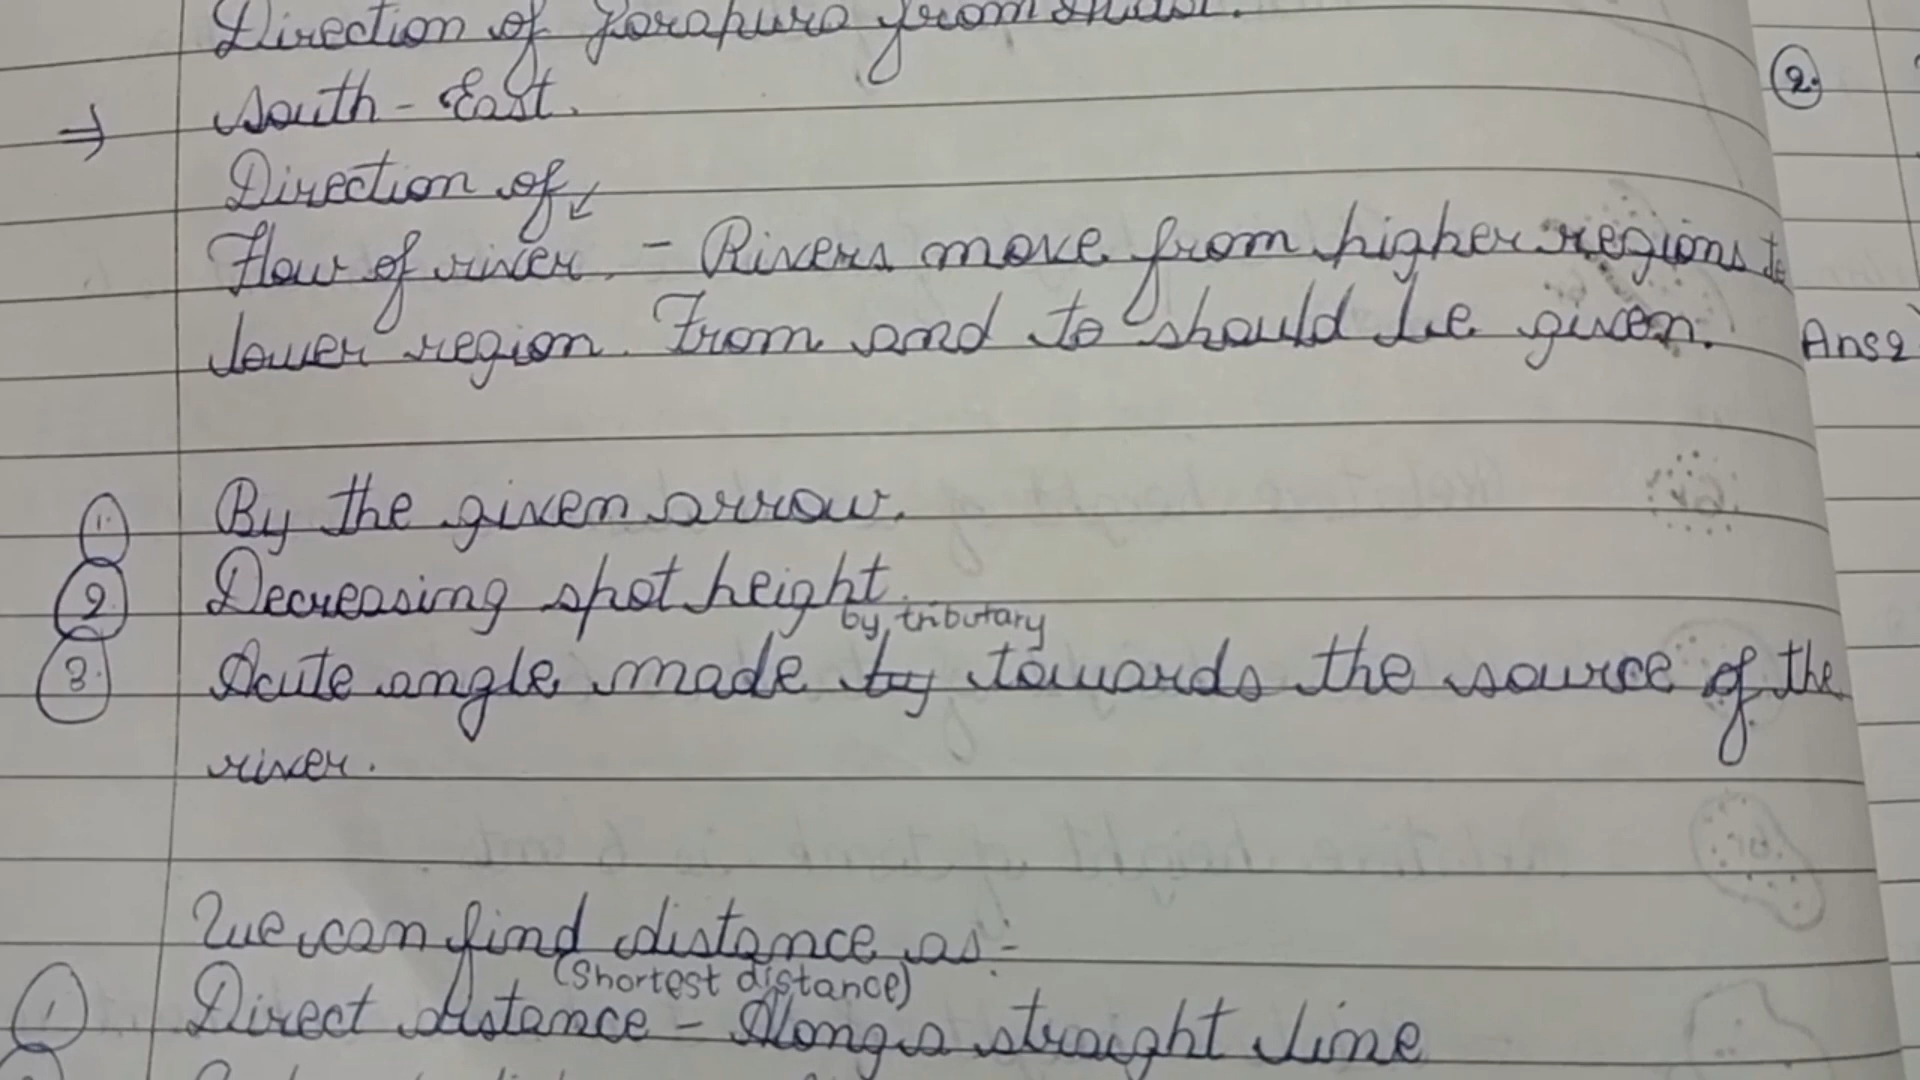 Direction of Jorapura from
2.
⇒ South - East.
Direction of
Flow of river - Rivers move from higher regions to
lower region. From and to should be given.
Ans2
1. By the given arrow.
2. Decreasing spot height.
by tributary
3. Acute angle made by towards the source of the
river.
We can find distance as :-
(Shortest distance)
1 Direct distance - Along a straight line